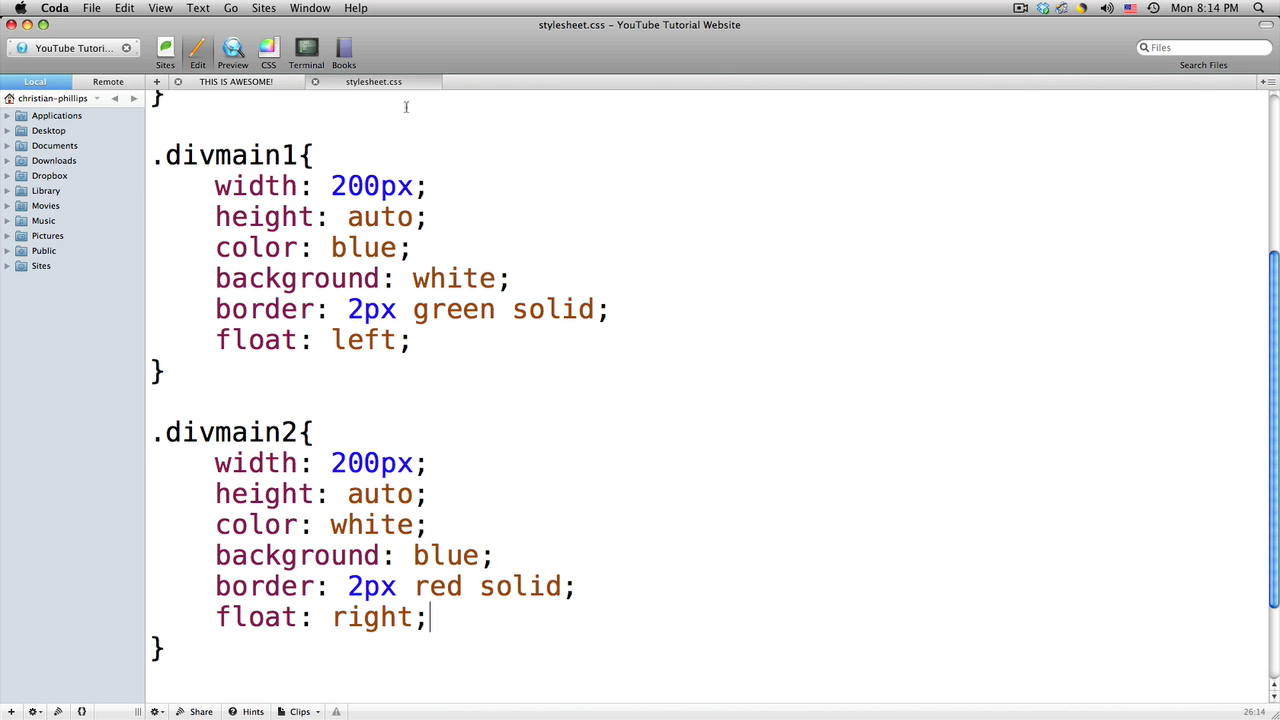 Coda File Edit View Text Go Sites Window Help Mon 8:14 PM
stylesheet.css – YouTube Tutorial Website
YouTube Tutori... Files
Sites Edit Preview CSS Terminal Books Search Files
Local Remote THIS IS AWESOME! stylesheet.css
christian-phillips
Applications
Desktop
Documents
Downloads
Dropbox
Library
Movies
Music
Pictures
Public
Sites
}
.divmain1{
width: 200px;
height: auto;
color: blue;
background: white;
border: 2px green solid;
float: left;
}
.divmain2{
width: 200px;
height: auto;
color: white;
background: blue;
border: 2px red solid;
float: right;
}
Share Hints Clips 26:14